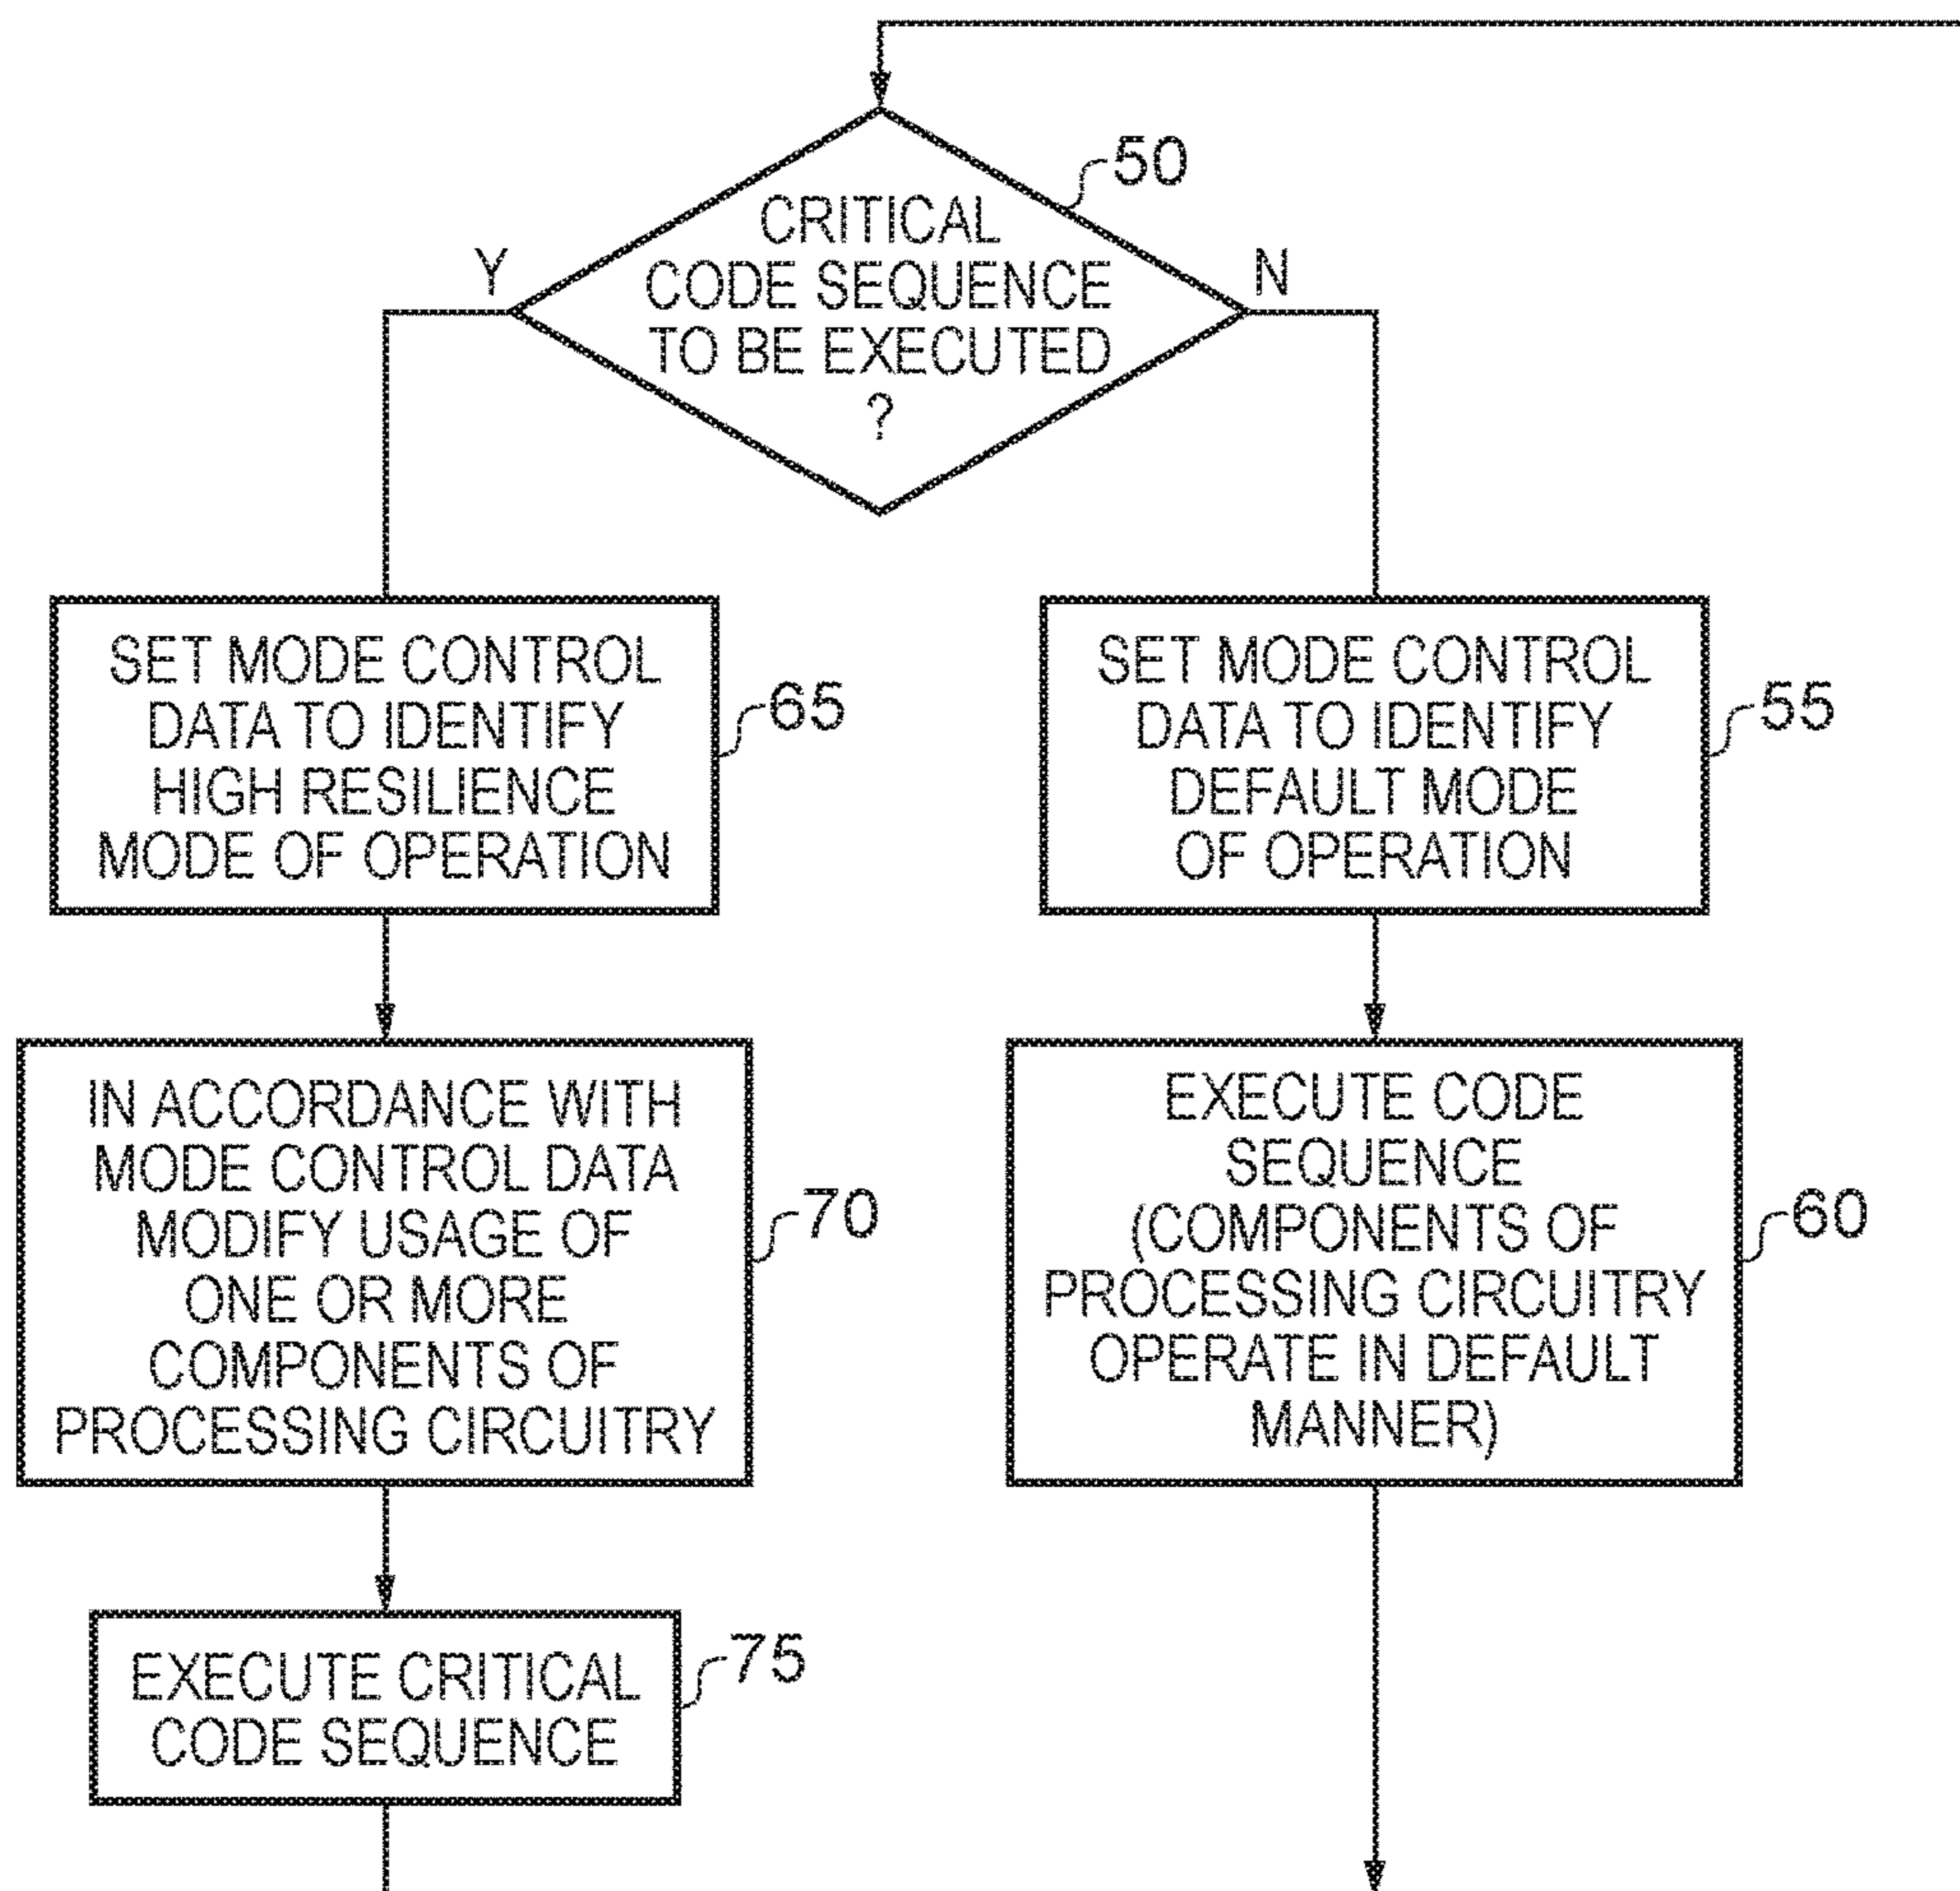 50
CRITICAL
CODE SEQUENCE
TO BE EXECUTED
?
Y
N
SET MODE CONTROL
DATA TO IDENTIFY
HIGH RESILIENCE
MODE OF OPERATION
65
SET MODE CONTROL
DATA TO IDENTIFY
DEFAULT MODE
OF OPERATION
55
IN ACCORDANCE WITH
MODE CONTROL DATA
MODIFY USAGE OF
ONE OR MORE
COMPONENTS OF
PROCESSING CIRCUITRY
70
EXECUTE CODE
SEQUENCE
(COMPONENTS OF
PROCESSING CIRCUITRY
OPERATE IN DEFAULT
MANNER)
60
EXECUTE CRITICAL
CODE SEQUENCE
75